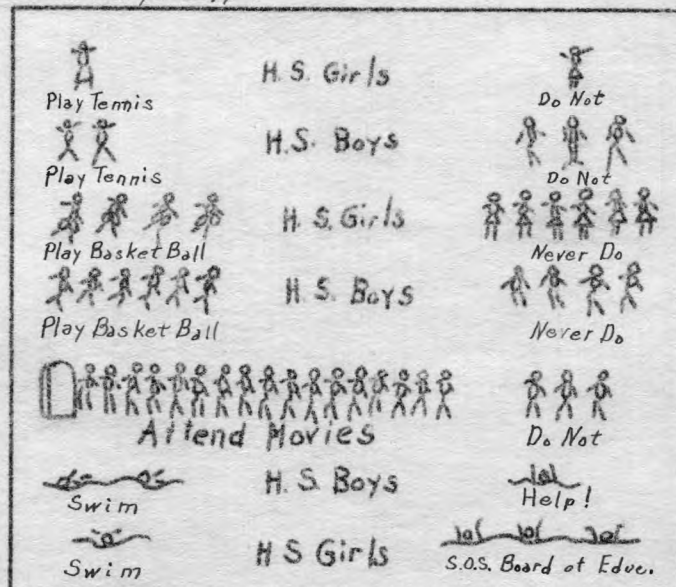 H.S. Girls
Play Tennis
Do Not
H.S. Boys
Play Tennis
Do Not
H.S. Girls
Play Basket Ball
Never Do
H.S. Boys
Play Basket Ball
Never Do
Attend Movies
Do Not
H.S. Boys
Swim
Help!
H S Girls
Swim
S.O.S. Board of Educ.